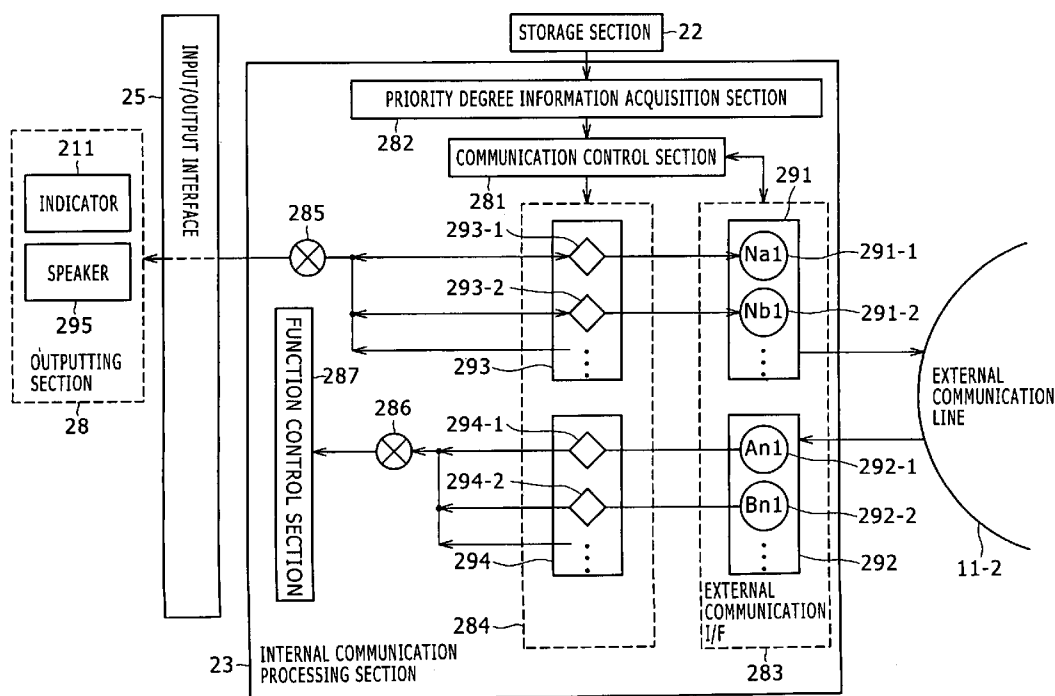 STORAGE SECTION
22
25
INPUT/OUTPUT INTERFACE
PRIORITY DEGREE INFORMATION ACQUISITION SECTION
282
COMMUNICATION CONTROL SECTION
281
211
INDICATOR
SPEAKER
295
OUTPUTTING
SECTION
28
285
293-1
293-2
293
291
Na1
291-1
Nb1
291-2
EXTERNAL
COMMUNICATION
LINE
FUNCTION CONTROL SECTION
287
286
294-1
294-2
294
An1
292-1
Bn1
292-2
292
11-2
284
EXTERNAL
COMMUNICATION
I/F
283
23
INTERNAL COMMUNICATION
PROCESSING SECTION